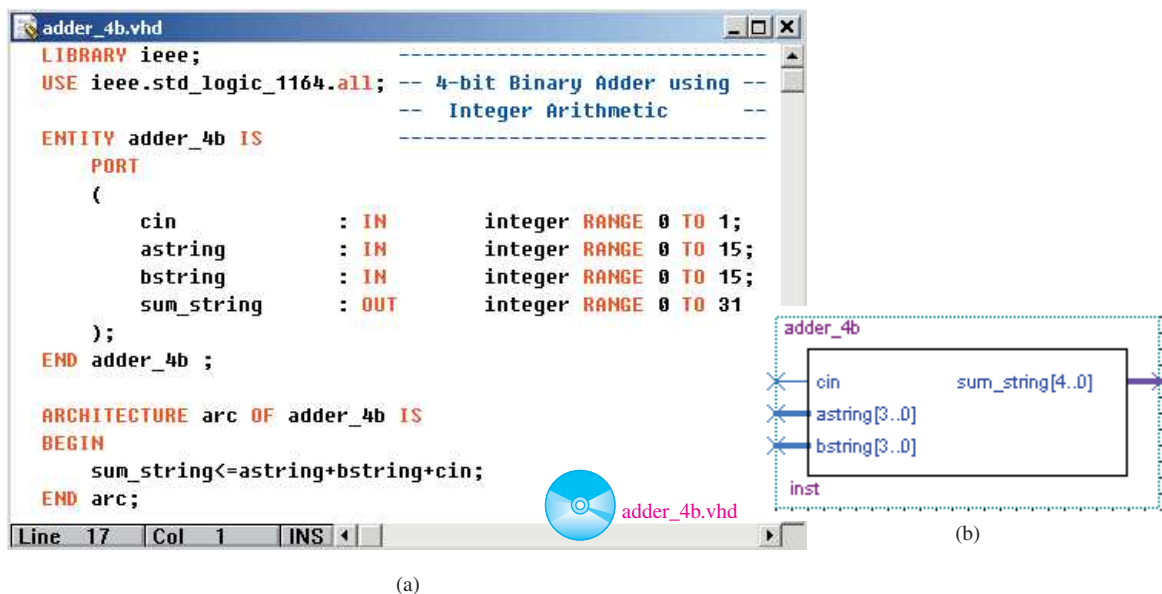 adder_4b.vhd
LIBRARY ieee; ------------------------------
USE ieee.std_logic_1164.all; -- 4-bit Binary Adder using --
-- Integer Arithmetic --
ENTITY adder_4b IS ------------------------------
PORT
(
cin : IN integer RANGE 0 TO 1;
astring : IN integer RANGE 0 TO 15;
bstring : IN integer RANGE 0 TO 15;
sum_string : OUT integer RANGE 0 TO 31
);
END adder_4b ;
ARCHITECTURE arc OF adder_4b IS
BEGIN
sum_string<=astring+bstring+cin;
END arc;
adder_4b.vhd
Line 17 Col 1 INS
(a)
adder_4b
cin sum_string[4..0]
astring[3..0]
bstring[3..0]
inst
(b)